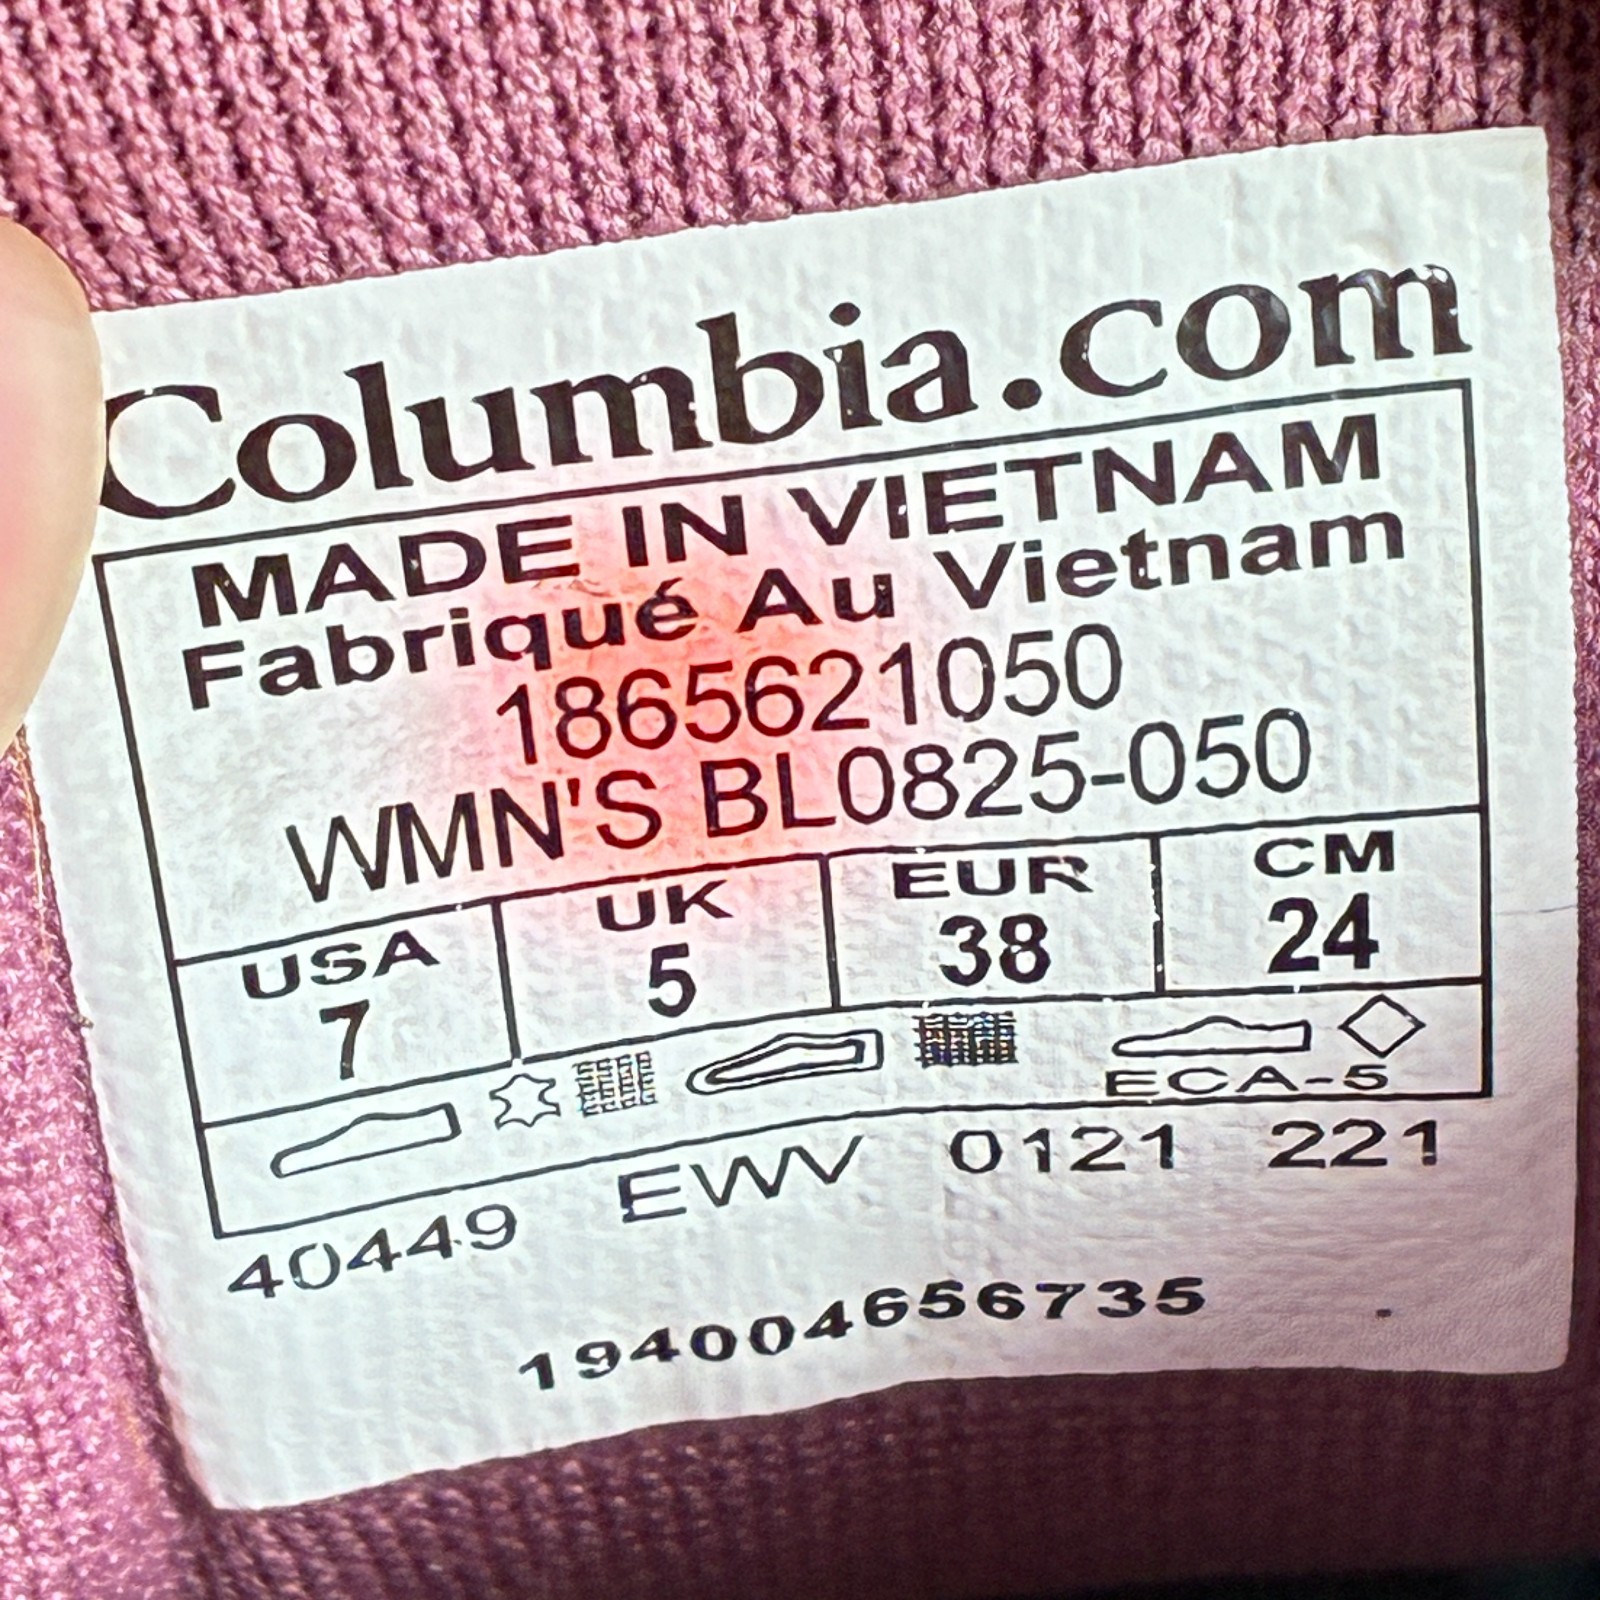 Columbia.com
MADE IN VIETNAM
Fabriqué Au Vietnam
1865621050
WMN'S BL0825-050
USA UK EUR CM
7 5 38 24
ECA-5
40449 EWV 0121 221
194004656735